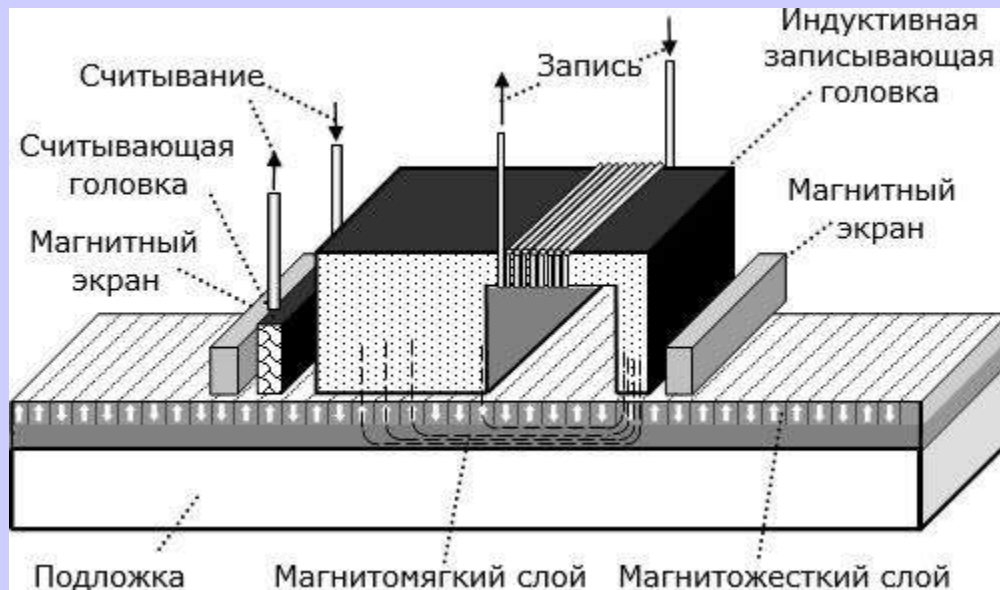 Считывание
Запись
Индуктивная
записывающая
головка
Считывающая
головка
Магнитный
экран
Магнитный
экран
Подложка
Магнитомягкий слой
Магнитожесткий слой